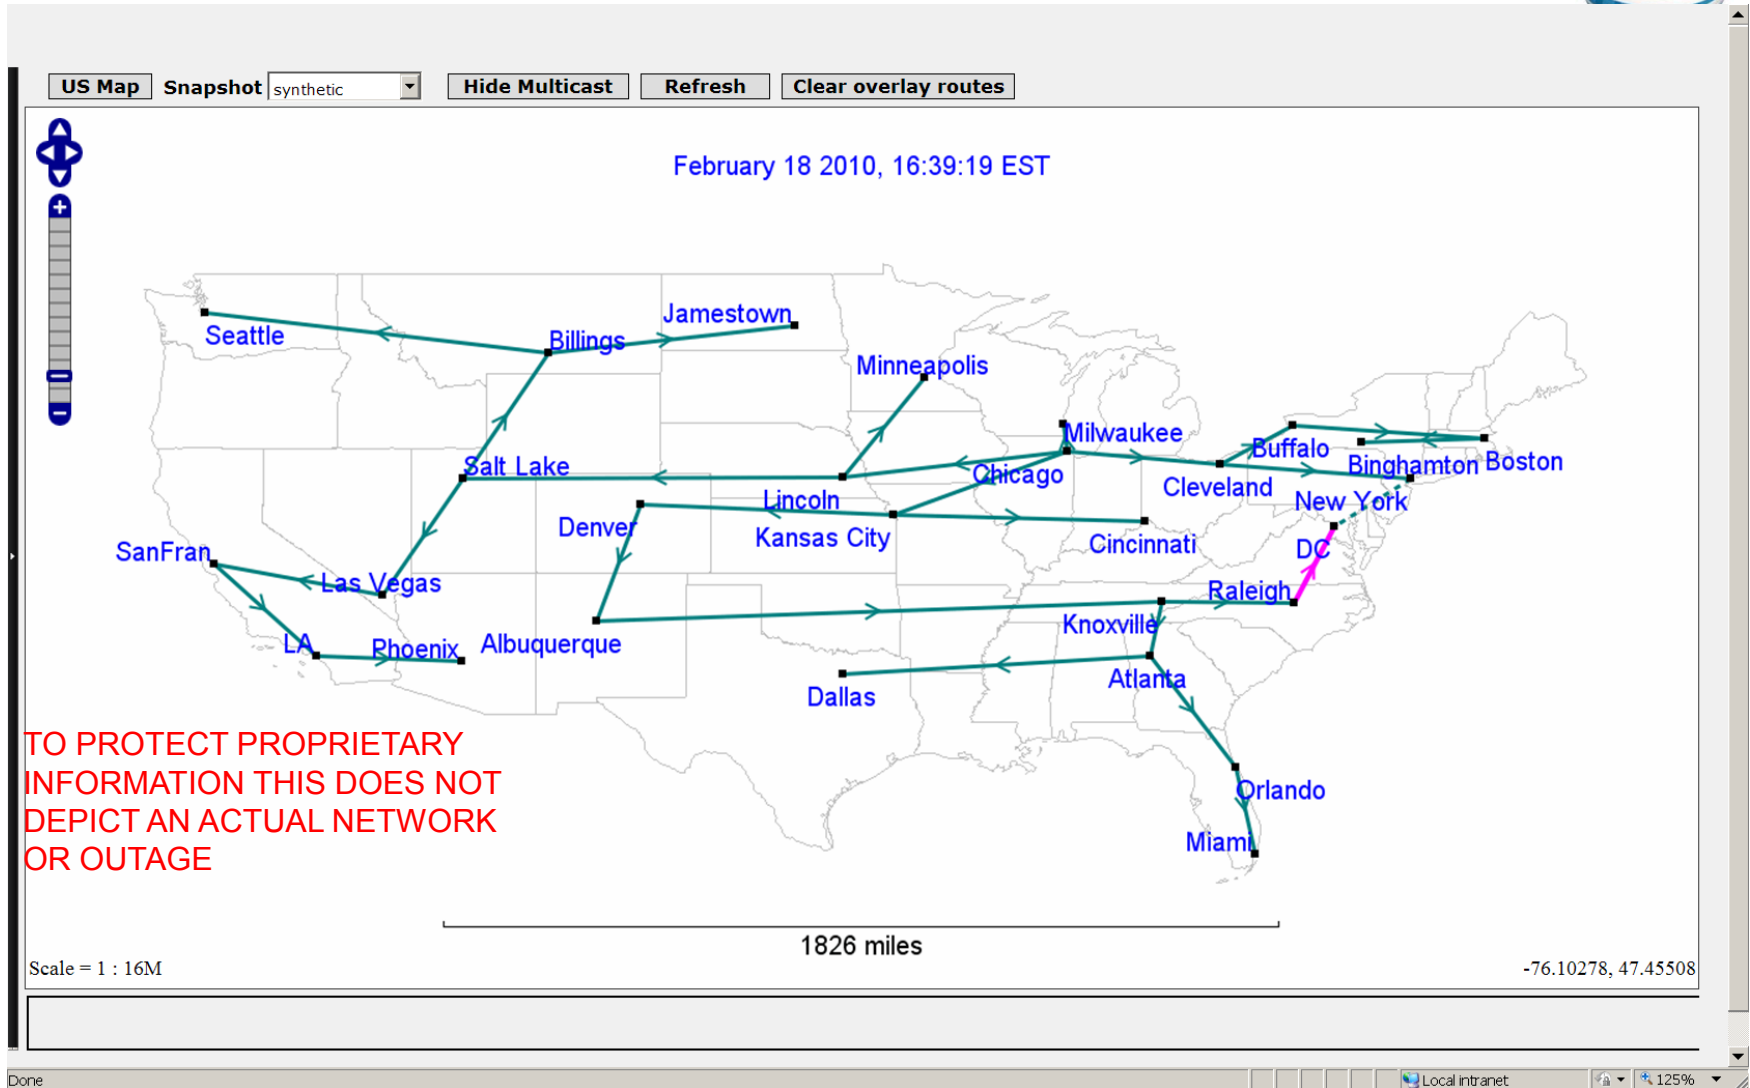 US Map Snapshot synthetic Hide Multicast Refresh Clear overlay routes
February 18 2010, 16:39:19 EST
Jamestown
Seattle
Billings
Minneapolis
Milwaukee
Buffalo
Salt Lake
Chicago
Binghamton
Boston
Cleveland
Lincoln
New York
Denver
Kansas City
Cincinnati
DC
SanFran
Las Vegas
Raleigh
Knoxville
LA
Phoenix
Albuquerque
Atlanta
Dallas
Orlando
Miami
TO PROTECT PROPRIETARY
INFORMATION THIS DOES NOT
DEPICT AN ACTUAL NETWORK
OR OUTAGE
1826 miles
Scale = 1 : 16M
-76.10278, 47.45508
Done
Local intranet
125%